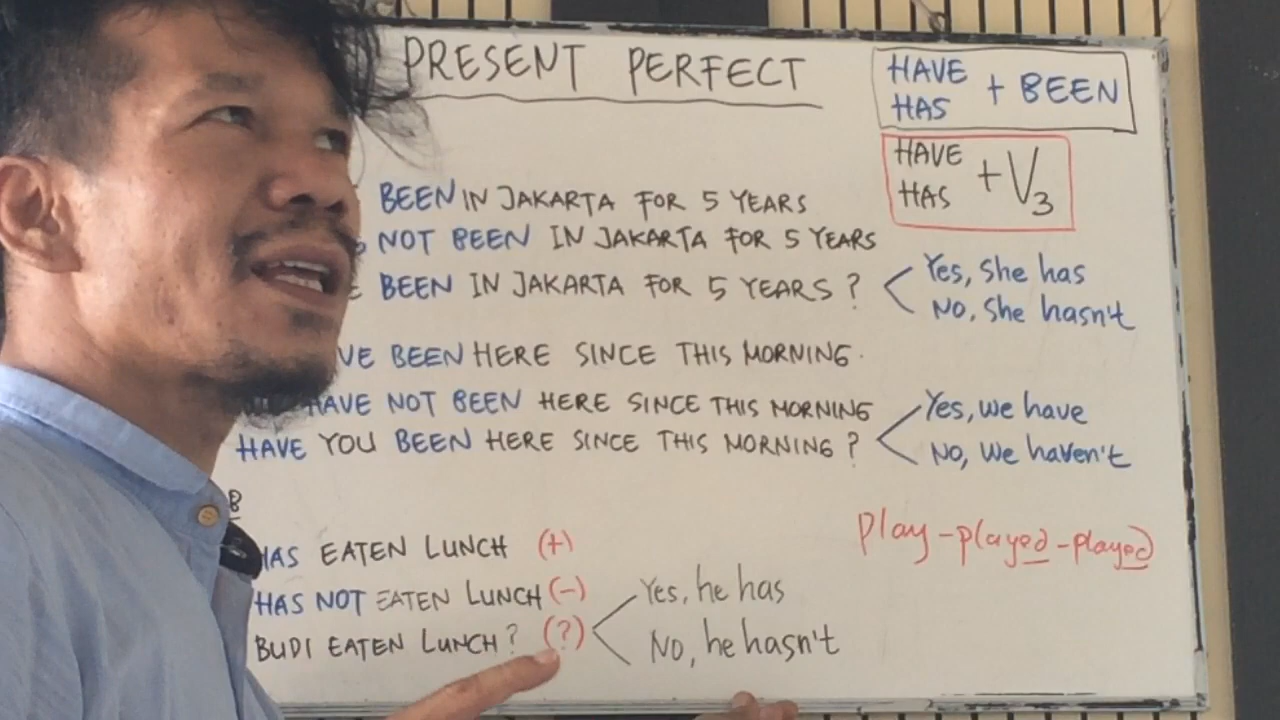 PRESENT PERFECT
HAVE
HAS + BEEN
HAVE
HAS + V3
BEEN IN JAKARTA FOR 5 YEARS
NOT BEEN IN JAKARTA FOR 5 YEARS
BEEN IN JAKARTA FOR 5 YEARS ?
Yes, She has
No, She hasn't
VE BEEN HERE SINCE THIS MORNING.
HAVE NOT BEEN HERE SINCE THIS MORNING
HAVE YOU BEEN HERE SINCE THIS MORNING ?
Yes, we have
No, We haven't
B
HAS EATEN LUNCH (+)
HAS NOT EATEN LUNCH (-)
BUDI EATEN LUNCH ? (?)
Yes, he has
No, he hasn't
Play - played - played